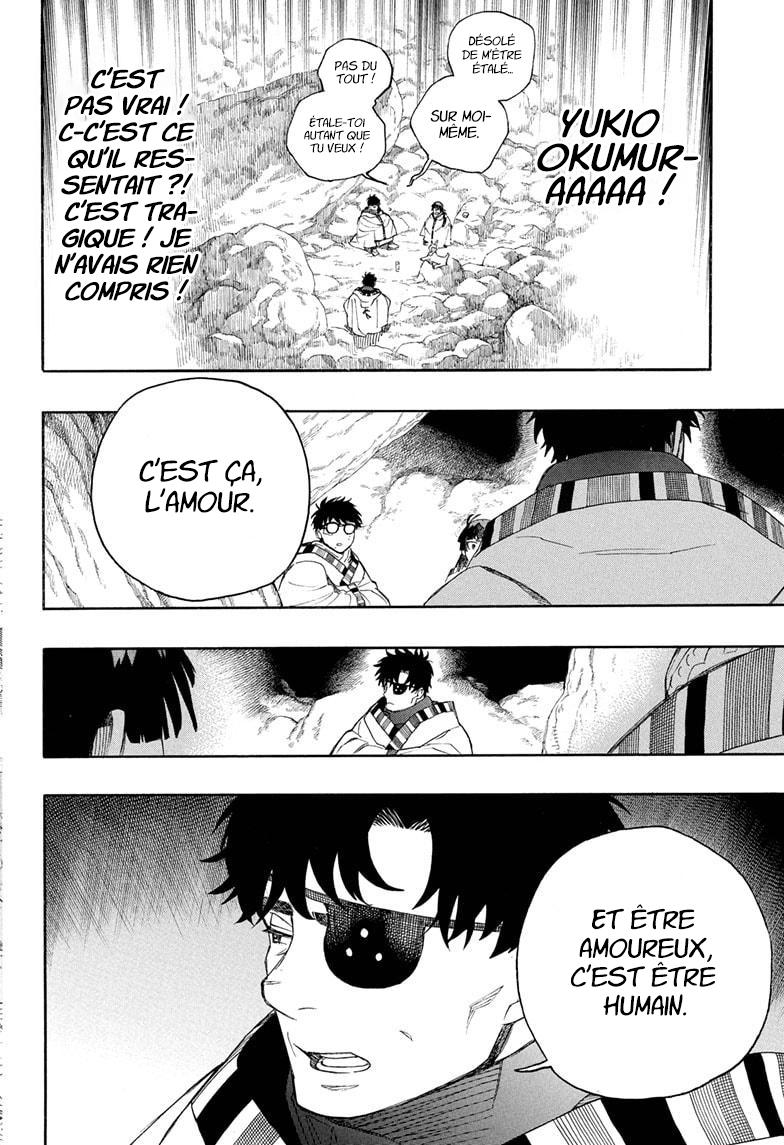 YUKIO
OKUMUR-
AAAAA !
DÉSOLÉ
DE M'ÊTRE
ÉTALÉ...
SUR MOI-
MÊME.
PAS DU
TOUT !
ÉTALE-TOI
AUTANT QUE
TU VEUX !
C'EST
PAS VRAI !
C-C'EST CE
QU'IL RES-
SENTAIT ?!
C'EST TRA-
GIQUE ! JE
N'AVAIS RIEN
COMPRIS !
C'EST ÇA,
L'AMOUR.
ET ÊTRE
AMOUREUX,
C'EST ÊTRE
HUMAIN.